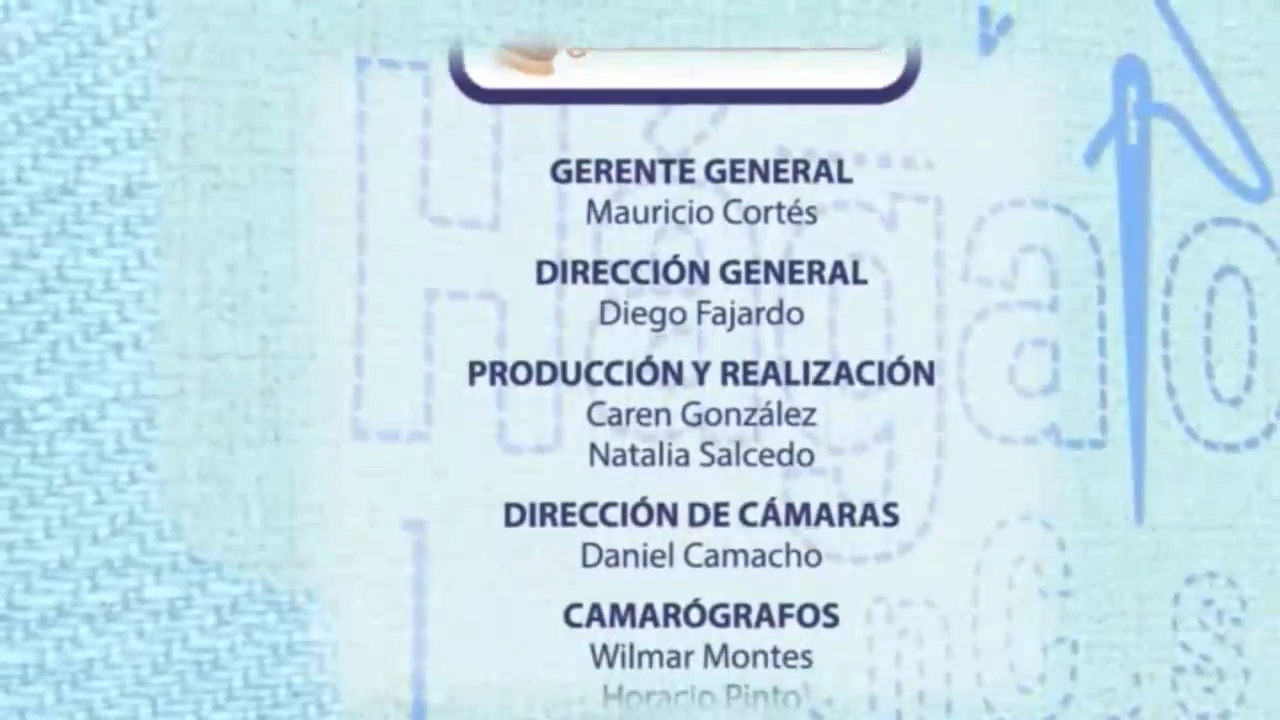 GERENTE GENERAL
Mauricio Cortés
DIRECCIÓN GENERAL
Diego Fajardo
PRODUCCIÓN Y REALIZACIÓN
Caren González
Natalia Salcedo
DIRECCIÓN DE CÁMARAS
Daniel Camacho
CAMARÓGRAFOS
Wilmar Montes
Horacio Pinto